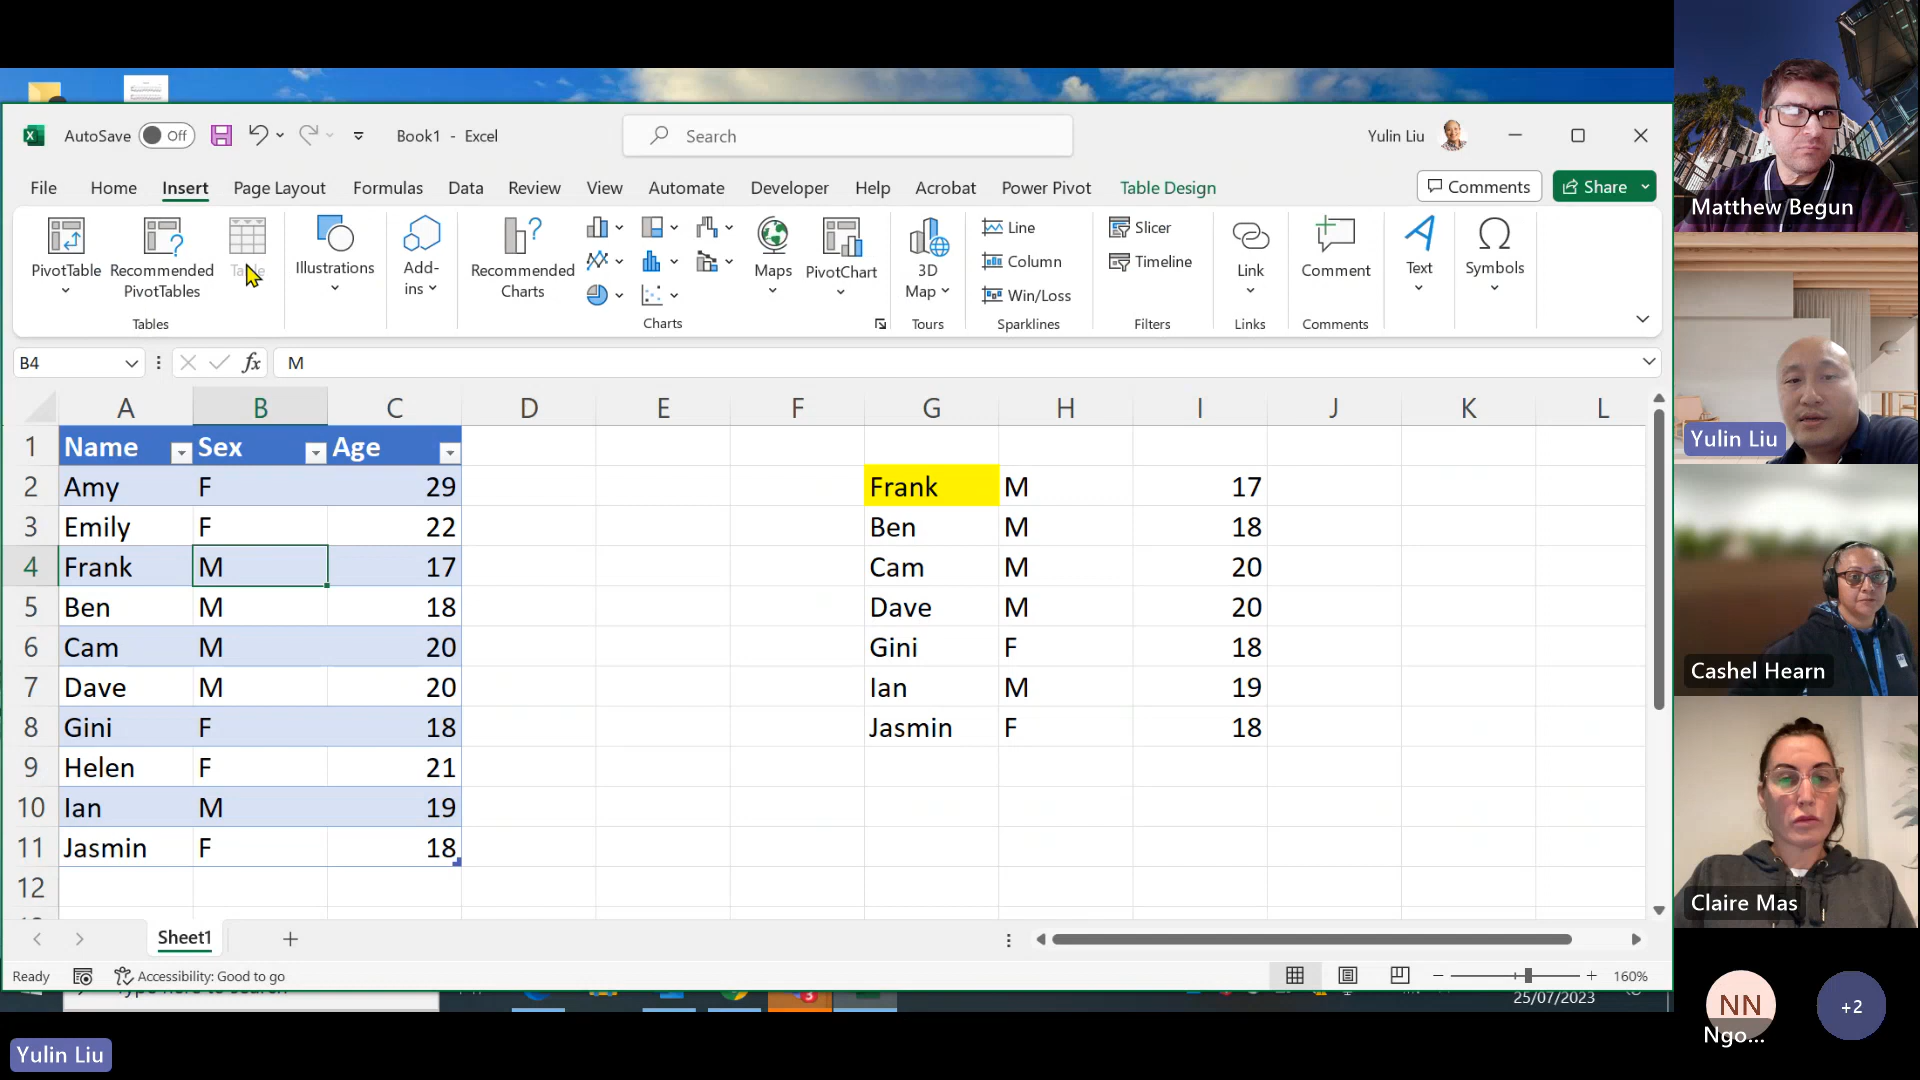 AutoSave Off Book1 - Excel Search Yulin Liu
File Home Insert Page Layout Formulas Data Review View Automate Developer Help Acrobat Power Pivot Table Design Comments Share
PivotTable
Recommended PivotTables
Table
Tables
Illustrations
Add-ins
Recommended Charts
Maps
PivotChart
Charts
3D Map
Tours
Line
Column
Win/Loss
Sparklines
Slicer
Timeline
Filters
Link
Links
Comment
Comments
Text
Symbols
B4 fx M
A B C D E F G H I J K L
1 Name Sex Age
2 Amy F 29 Frank M 17
3 Emily F 22 Ben M 18
4 Frank M 17 Cam M 20
5 Ben M 18 Dave M 20
6 Cam M 20 Gini F 18
7 Dave M 20 Ian M 19
8 Gini F 18 Jasmin F 18
9 Helen F 21
10 Ian M 19
11 Jasmin F 18
12
Sheet1
Ready Accessibility: Good to go 160%
3
25/07/2023
Yulin Liu
Matthew Begun
Yulin Liu
Cashel Hearn
Claire Mas
NN
Ngo...
+2